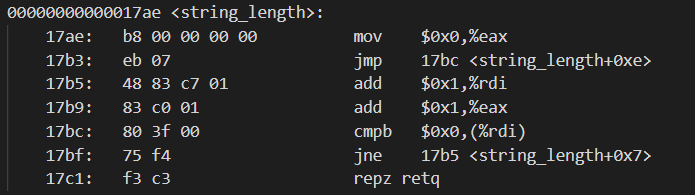 00000000000017ae <string_length>:
17ae: b8 00 00 00 00 mov $0x0,%eax
17b3: eb 07 jmp 17bc <string_length+0xe>
17b5: 48 83 c7 01 add $0x1,%rdi
17b9: 83 c0 01 add $0x1,%eax
17bc: 80 3f 00 cmpb $0x0,(%rdi)
17bf: 75 f4 jne 17b5 <string_length+0x7>
17c1: f3 c3 repz retq